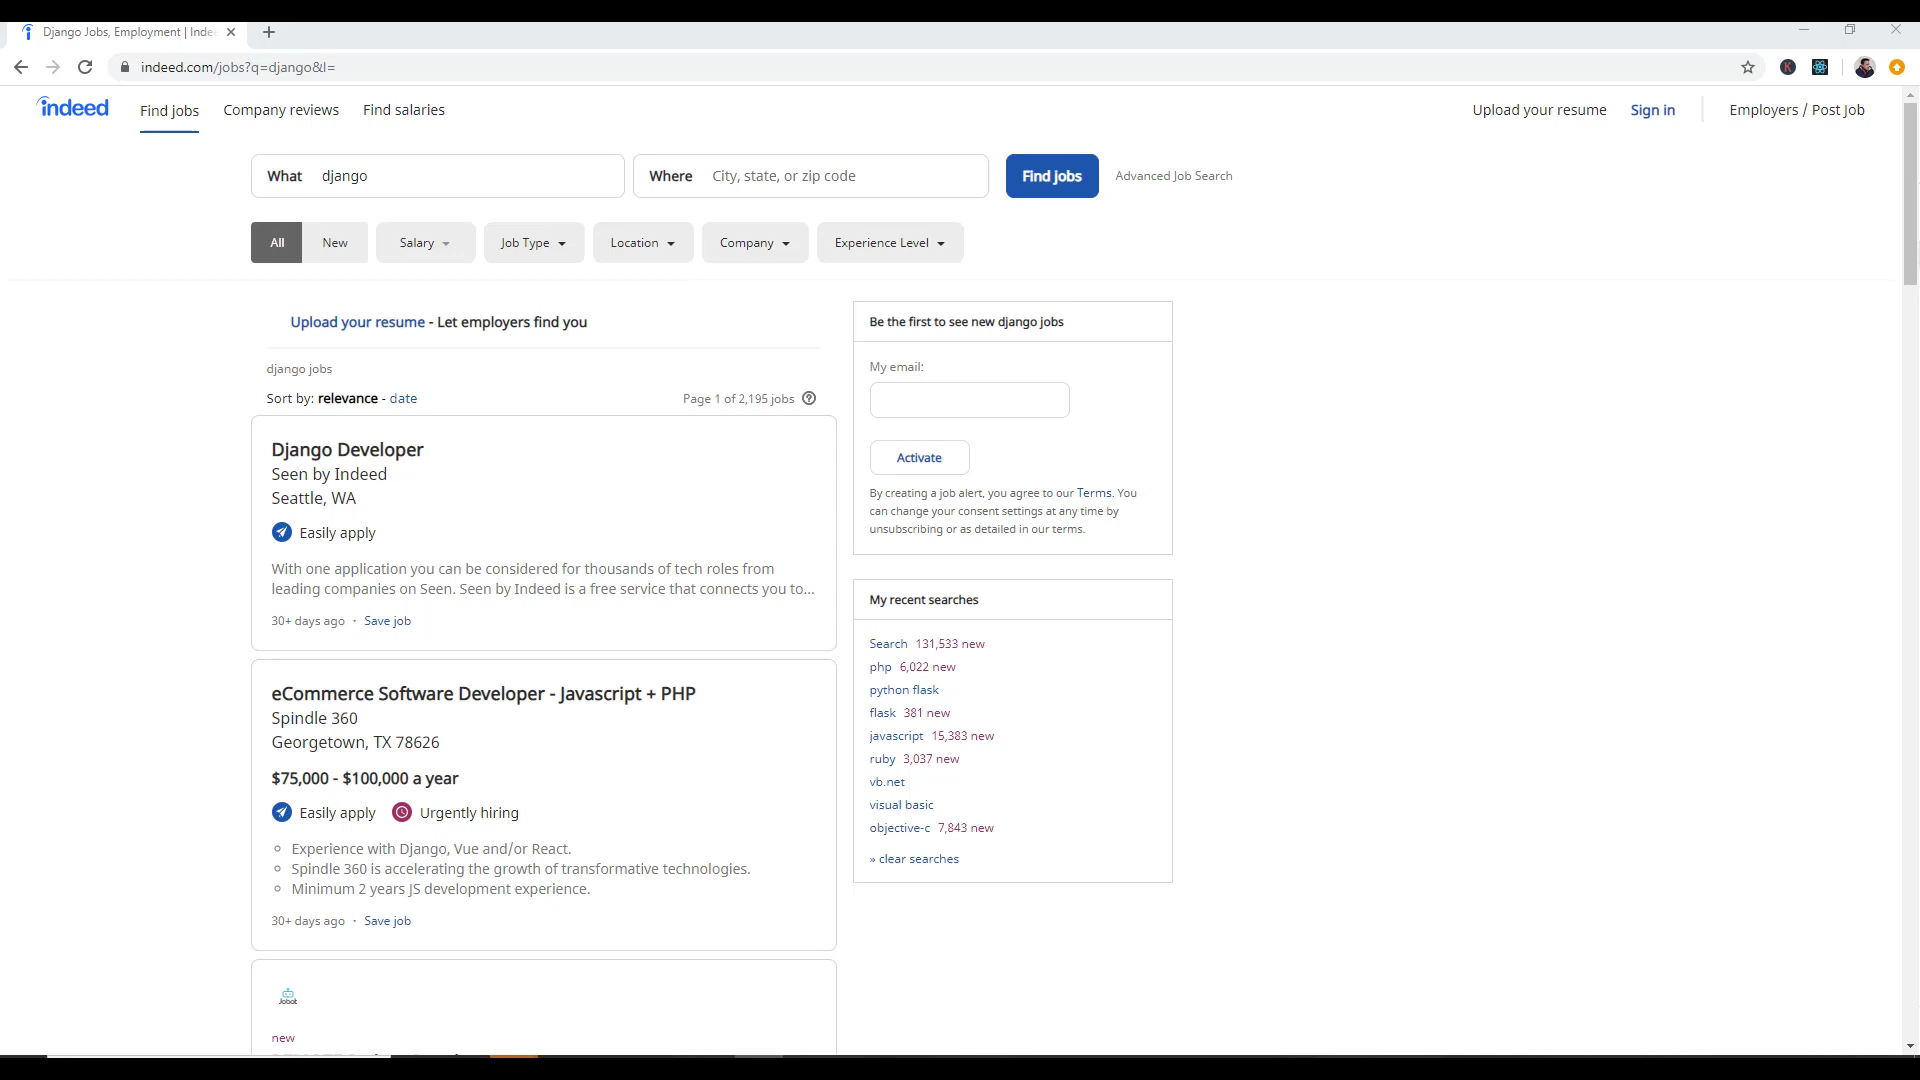 Django Jobs, Employment | Inde
indeed.com/jobs?q=django&l=
indeed
Find jobs
Company reviews
Find salaries
Upload your resume
Sign in
Employers / Post Job
What django
Where City, state, or zip code
Find jobs
Advanced Job Search
All
New
Salary
Job Type
Location
Company
Experience Level
Upload your resume - Let employers find you
django jobs
Sort by: relevance - date
Page 1 of 2,195 jobs
Django Developer
Seen by Indeed
Seattle, WA
Easily apply
With one application you can be considered for thousands of tech roles from
leading companies on Seen. Seen by Indeed is a free service that connects you to...
30+ days ago · Save job
eCommerce Software Developer - Javascript + PHP
Spindle 360
Georgetown, TX 78626
$75,000 - $100,000 a year
Easily apply
Urgently hiring
Experience with Django, Vue and/or React.
Spindle 360 is accelerating the growth of transformative technologies.
Minimum 2 years JS development experience.
30+ days ago · Save job
Jobot
new
Be the first to see new django jobs
My email:
Activate
By creating a job alert, you agree to our Terms. You
can change your consent settings at any time by
unsubscribing or as detailed in our terms.
My recent searches
Search 131,533 new
php 6,022 new
python flask
flask 381 new
javascript 15,383 new
ruby 3,037 new
vb.net
visual basic
objective-c 7,843 new
» clear searches